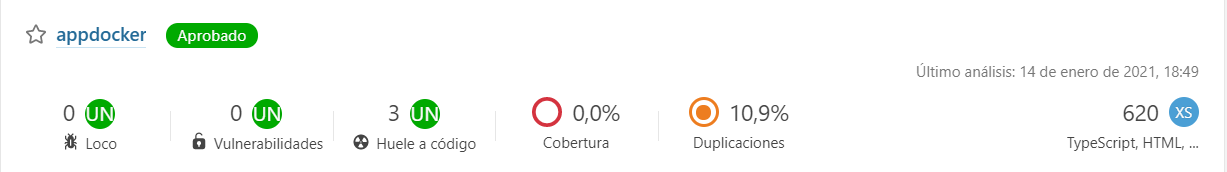 appdocker Aprobado
Último análisis: 14 de enero de 2021, 18:49
0 UN 0 UN 3 UN 0,0% 10,9% 620 XS
Loco Vulnerabilidades Huele a código Cobertura Duplicaciones TypeScript, HTML, ...